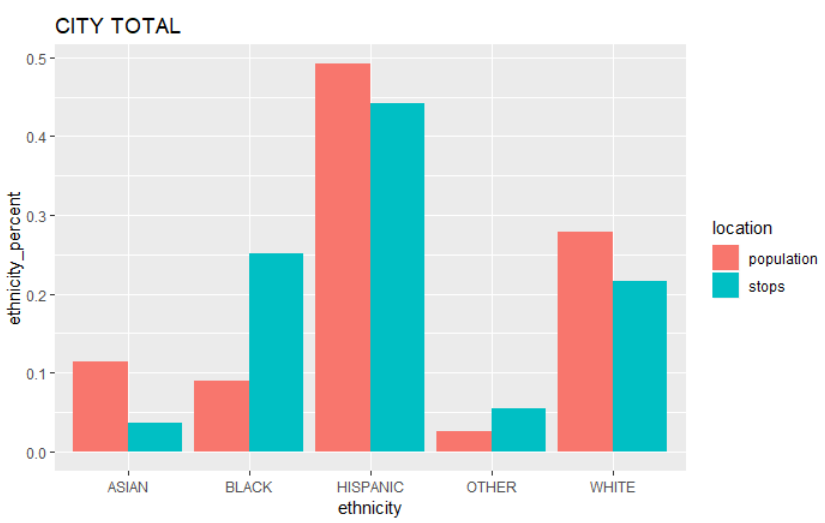 CITY TOTAL
0.5
0.4
0.3
0.2
0.1
0.0
ethnicity_percent
ASIAN BLACK HISPANIC OTHER WHITE
ethnicity
location
population
stops